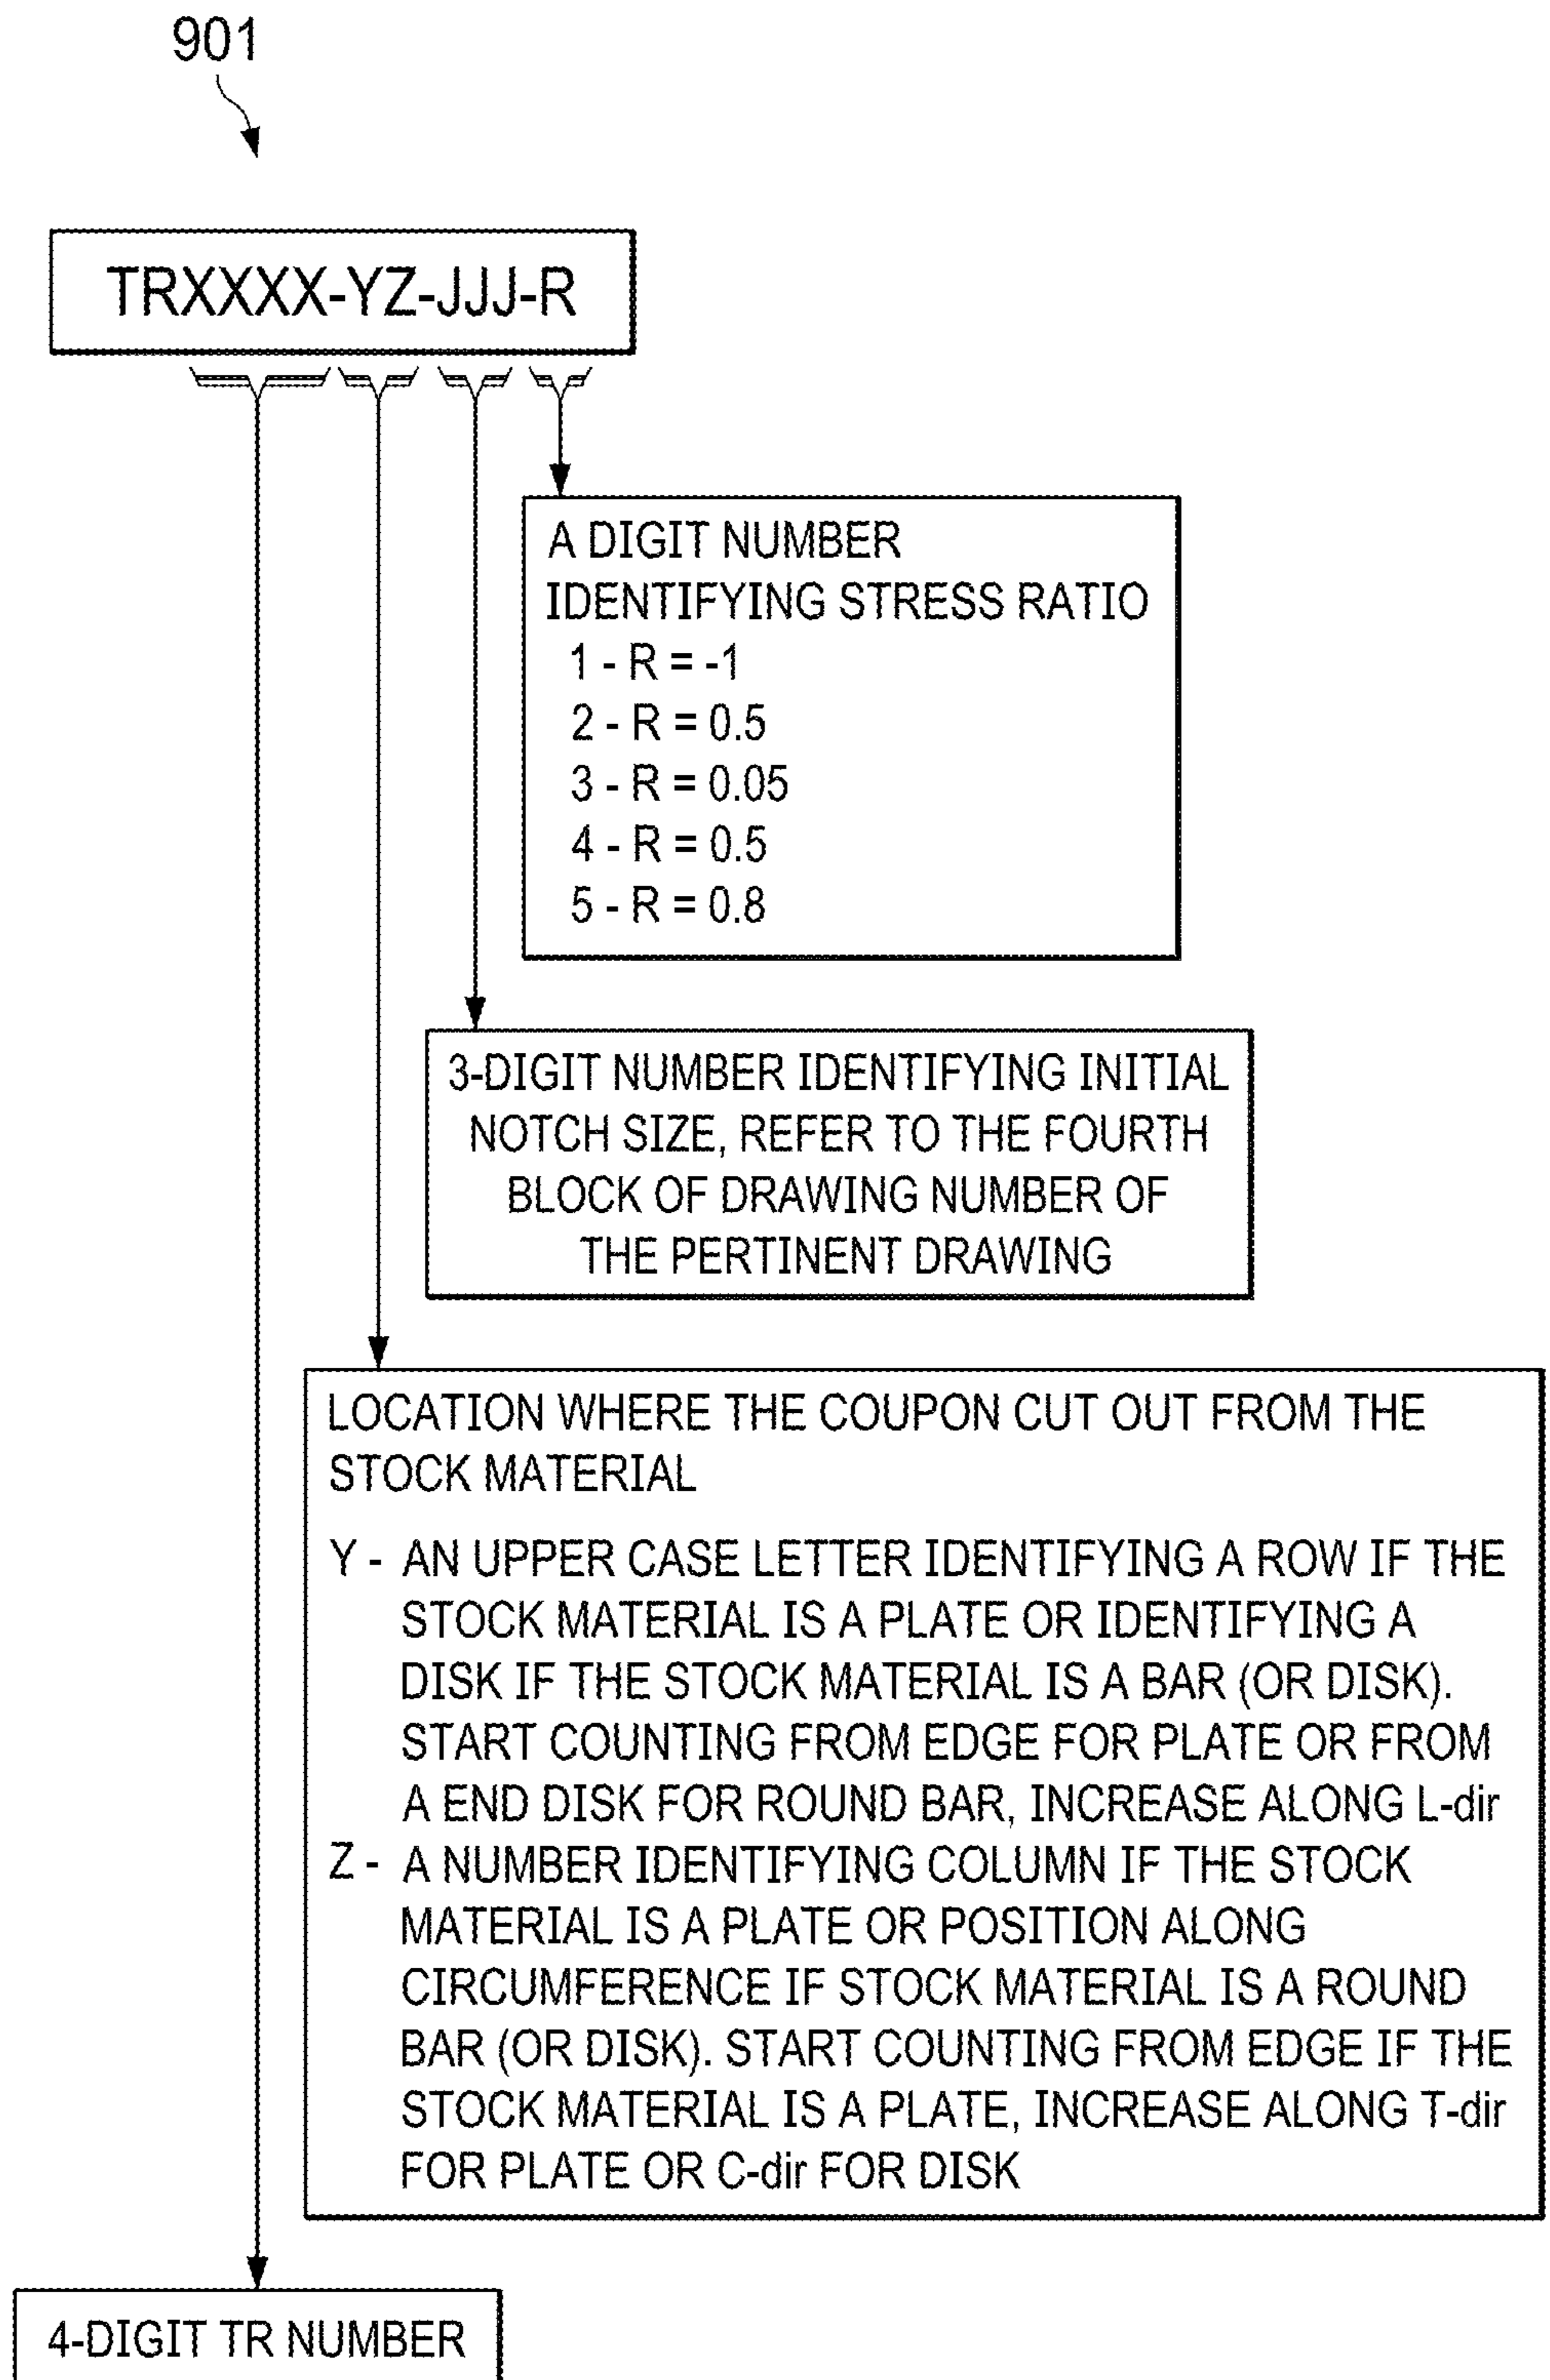 901
TRXXXX-YZ-JJJ-R
A DIGIT NUMBER
IDENTIFYING STRESS RATIO
1 - R = -1
2 - R = 0.5
3 - R = 0.05
4 - R = 0.5
5 - R = 0.8
3-DIGIT NUMBER IDENTIFYING INITIAL
NOTCH SIZE, REFER TO THE FOURTH
BLOCK OF DRAWING NUMBER OF
THE PERTINENT DRAWING
LOCATION WHERE THE COUPON CUT OUT FROM THE
STOCK MATERIAL
Y - AN UPPER CASE LETTER IDENTIFYING A ROW IF THE
STOCK MATERIAL IS A PLATE OR IDENTIFYING A
DISK IF THE STOCK MATERIAL IS A BAR (OR DISK).
START COUNTING FROM EDGE FOR PLATE OR FROM
A END DISK FOR ROUND BAR, INCREASE ALONG L-dir
Z - A NUMBER IDENTIFYING COLUMN IF THE STOCK
MATERIAL IS A PLATE OR POSITION ALONG
CIRCUMFERENCE IF STOCK MATERIAL IS A ROUND
BAR (OR DISK). START COUNTING FROM EDGE IF THE
STOCK MATERIAL IS A PLATE, INCREASE ALONG T-dir
FOR PLATE OR C-dir FOR DISK
4-DIGIT TR NUMBER